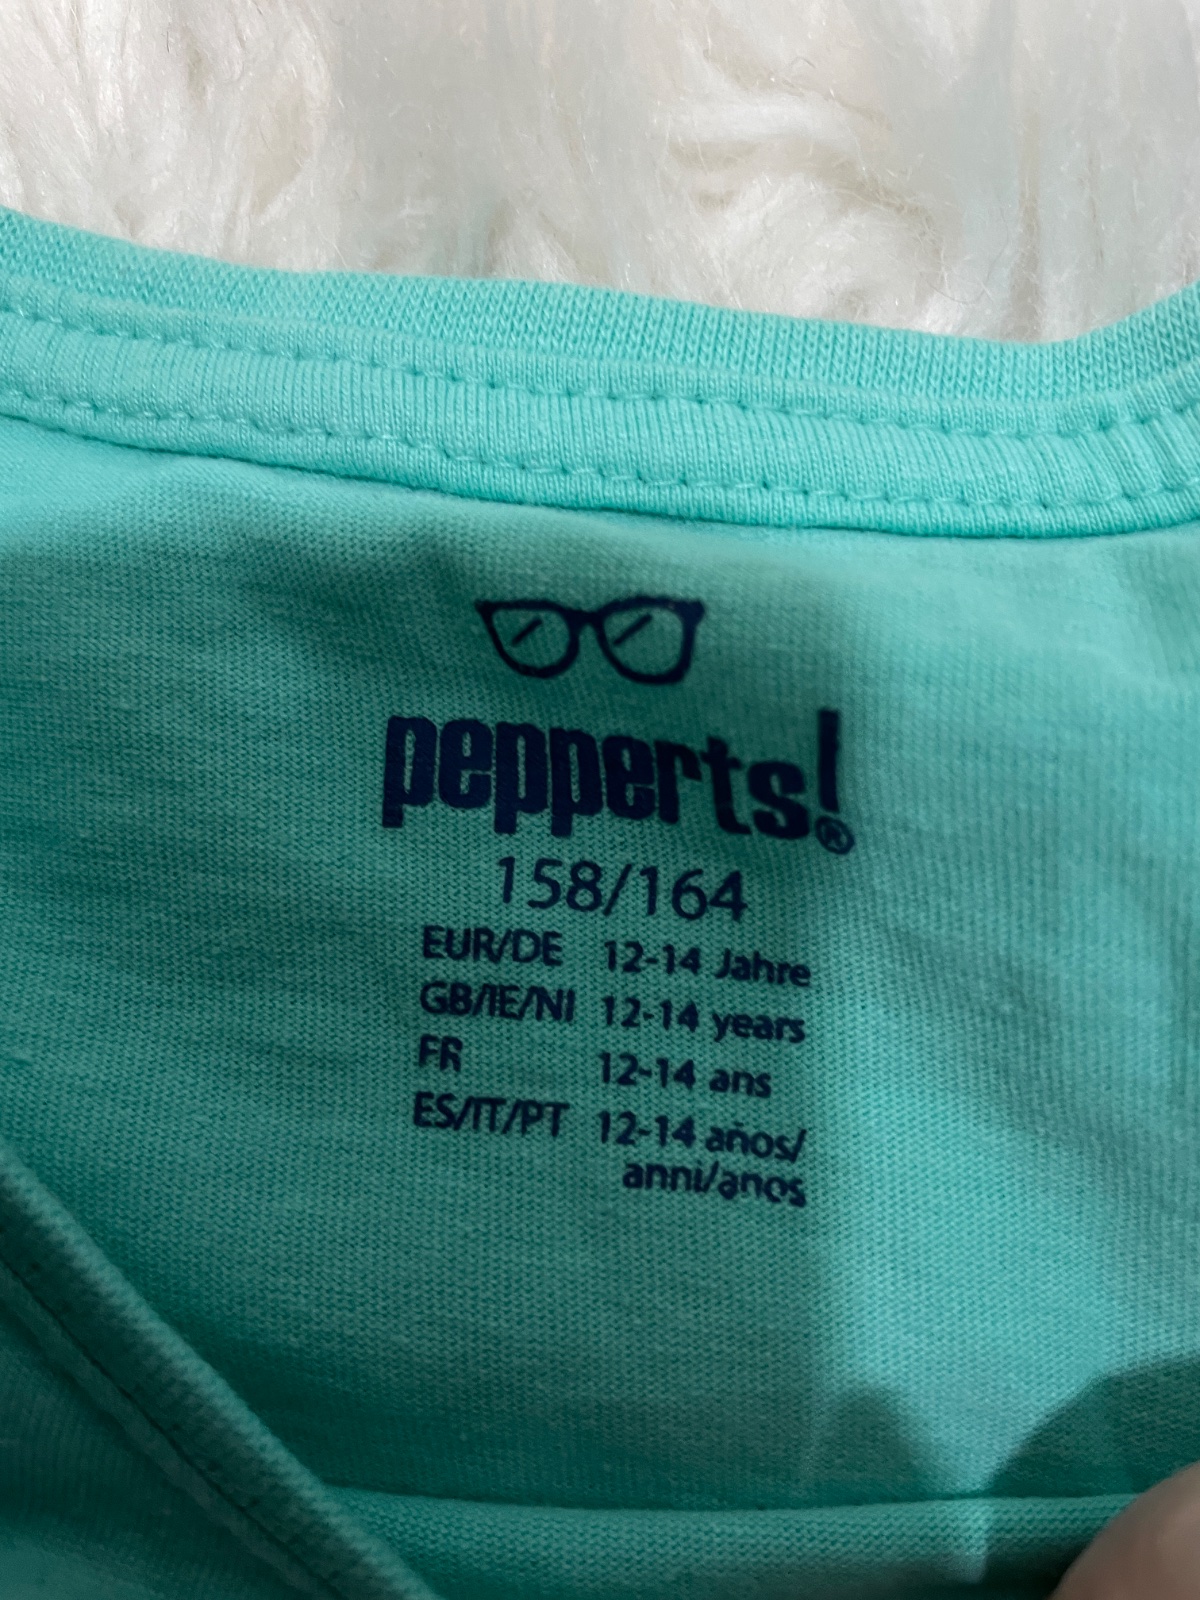 pepperts!®
158/164
EUR/DE 12-14 Jahre
GB/IE/NI 12-14 years
FR 12-14 ans
ES/IT/PT 12-14 años/
anni/anos